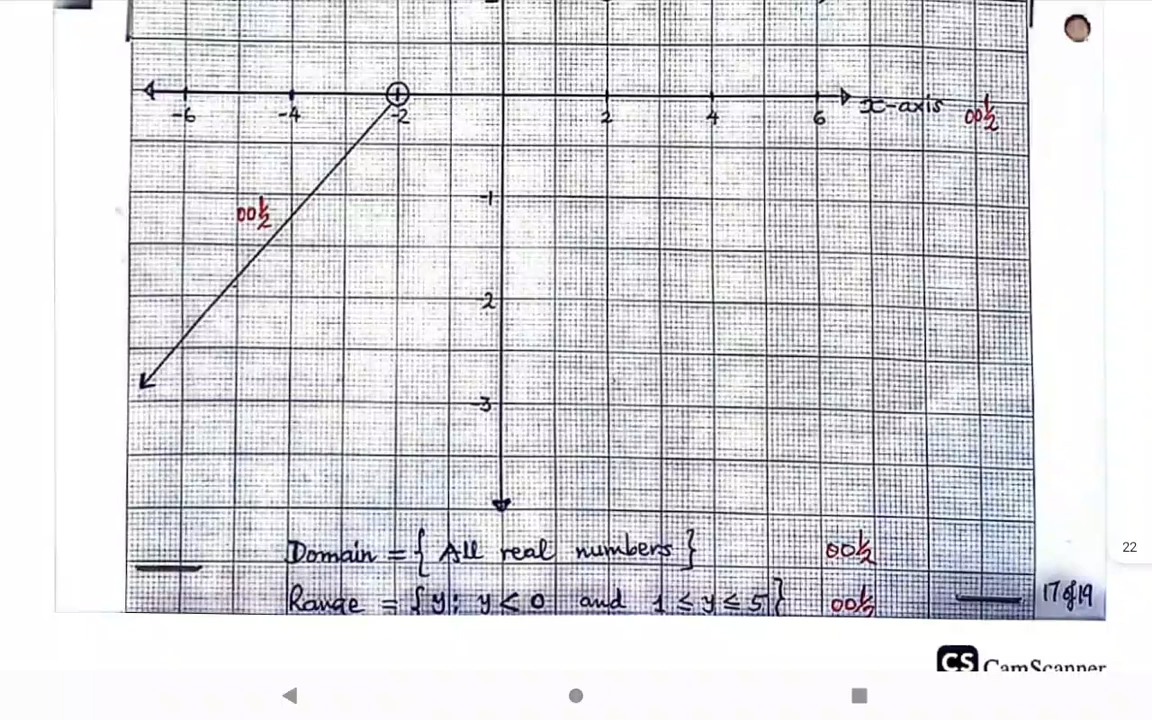 -6 -4 -2 2 4 6 x-axis 00½
-1
00½
-2
-3
Domain = { All real numbers } 00½
22
Range = { y: y < 0 and 1 ≤ y ≤ 5 } 00½ 17 of 19
CS CamScanner